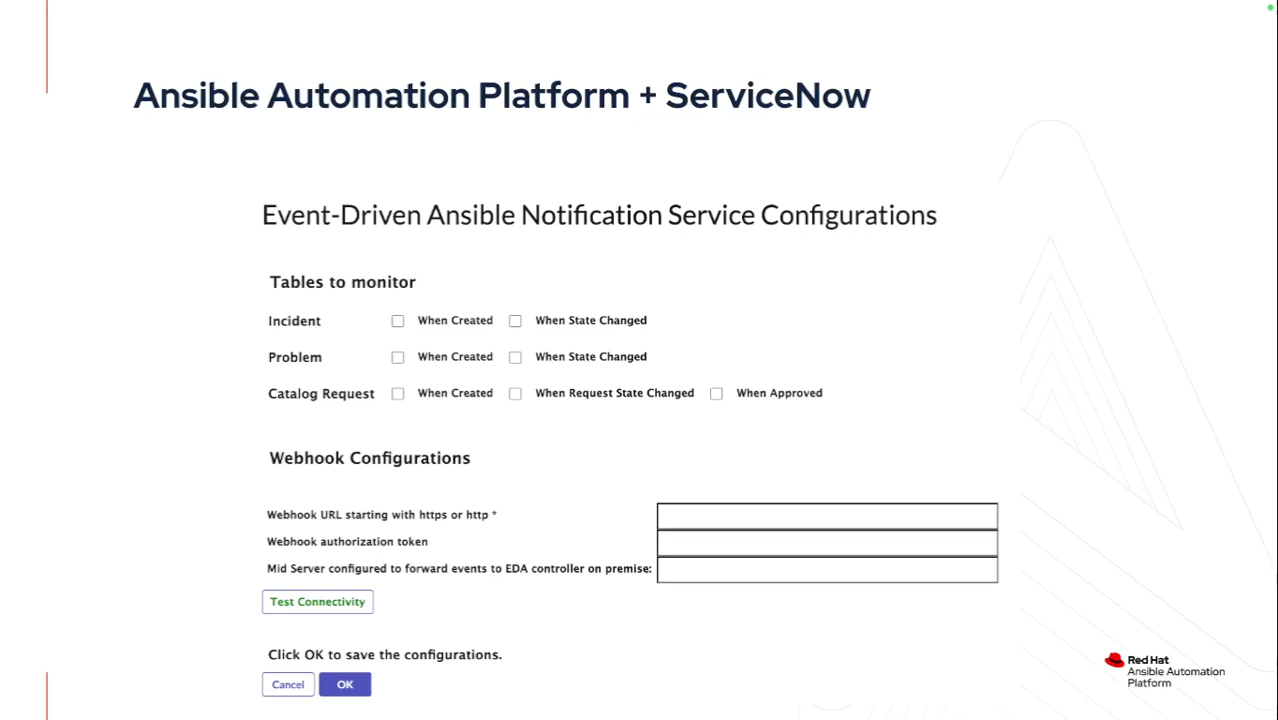 Ansible Automation Platform + ServiceNow
Event-Driven Ansible Notification Service Configurations
Tables to monitor
Incident When Created When State Changed
Problem When Created When State Changed
Catalog Request When Created When Request State Changed When Approved
Webhook Configurations
Webhook URL starting with https or http *
Webhook authorization token
Mid Server configured to forward events to EDA controller on premise:
Test Connectivity
Click OK to save the configurations.
Cancel OK
Red Hat
Ansible Automation
Platform